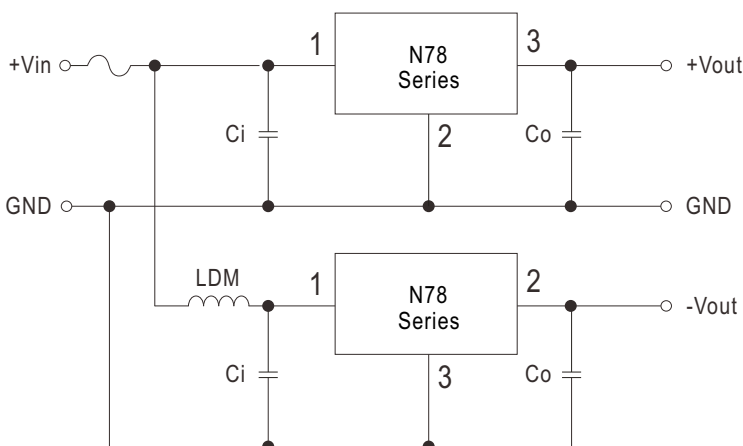 +Vin
1
N78
Series
3
+Vout
Ci
2
Co
GND
GND
LDM
1
N78
Series
2
-Vout
Ci
3
Co